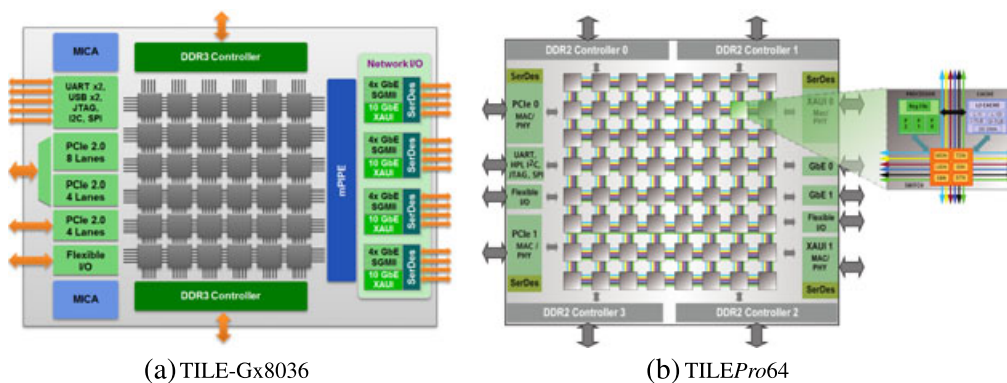 MICA
DDR3 Controller
Network I/O
UART x2,
USB x2,
JTAG,
I2C, SPI
4x GbE
SGMII
10 GbE
XAUI
SerDes
PCIe 2.0
8 Lanes
4x GbE
SGMII
10 GbE
XAUI
SerDes
mPIPE
PCIe 2.0
4 Lanes
4x GbE
SGMII
10 GbE
XAUI
SerDes
PCIe 2.0
4 Lanes
Flexible
I/O
4x GbE
SGMII
10 GbE
XAUI
SerDes
MICA
DDR3 Controller
(a) TILE-Gx8036
DDR2 Controller 0
DDR2 Controller 1
SerDes
PCIe 0
MAC/
PHY
UART,
HPI, I²C,
JTAG, SPI
Flexible
I/O
PCIe 1
MAC /
PHY
SerDes
SerDes
XAUI 0
MAC/
PHY
GbE 0
GbE 1
Flexible
I/O
XAUI 1
MAC/
PHY
SerDes
PROCESSOR
CACHE
Reg File
SWITCH
DDR2 Controller 3
DDR2 Controller 2
(b) TILEPro64